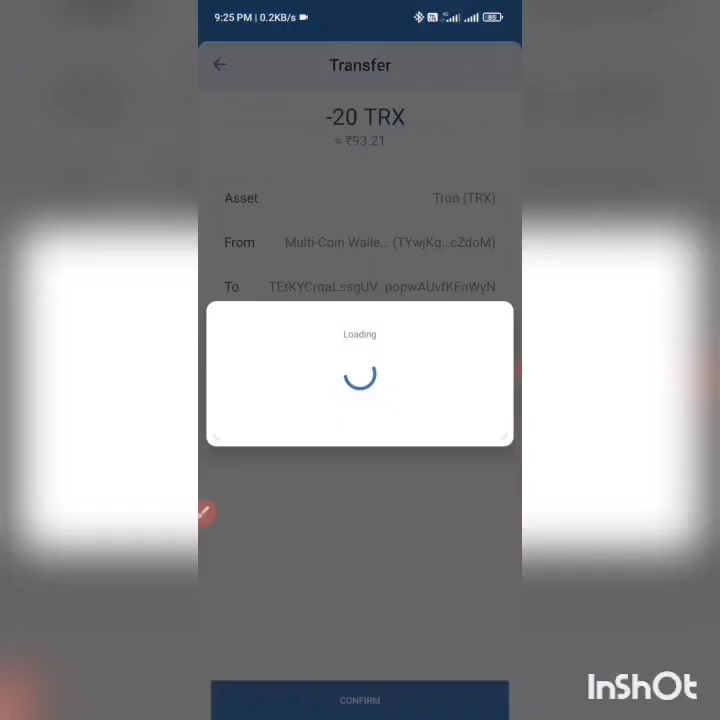 9:25 PM | 0.2KB/s
85
Transfer
-20 TRX
≈ ₹93.21
Asset Tron (TRX)
From Multi-Coin Walle... (TYwjKq...cZdoM)
To TEtKYCrqaLssgUV..popwAUvfKFnWyN
Loading
CONFIRM
InShOt